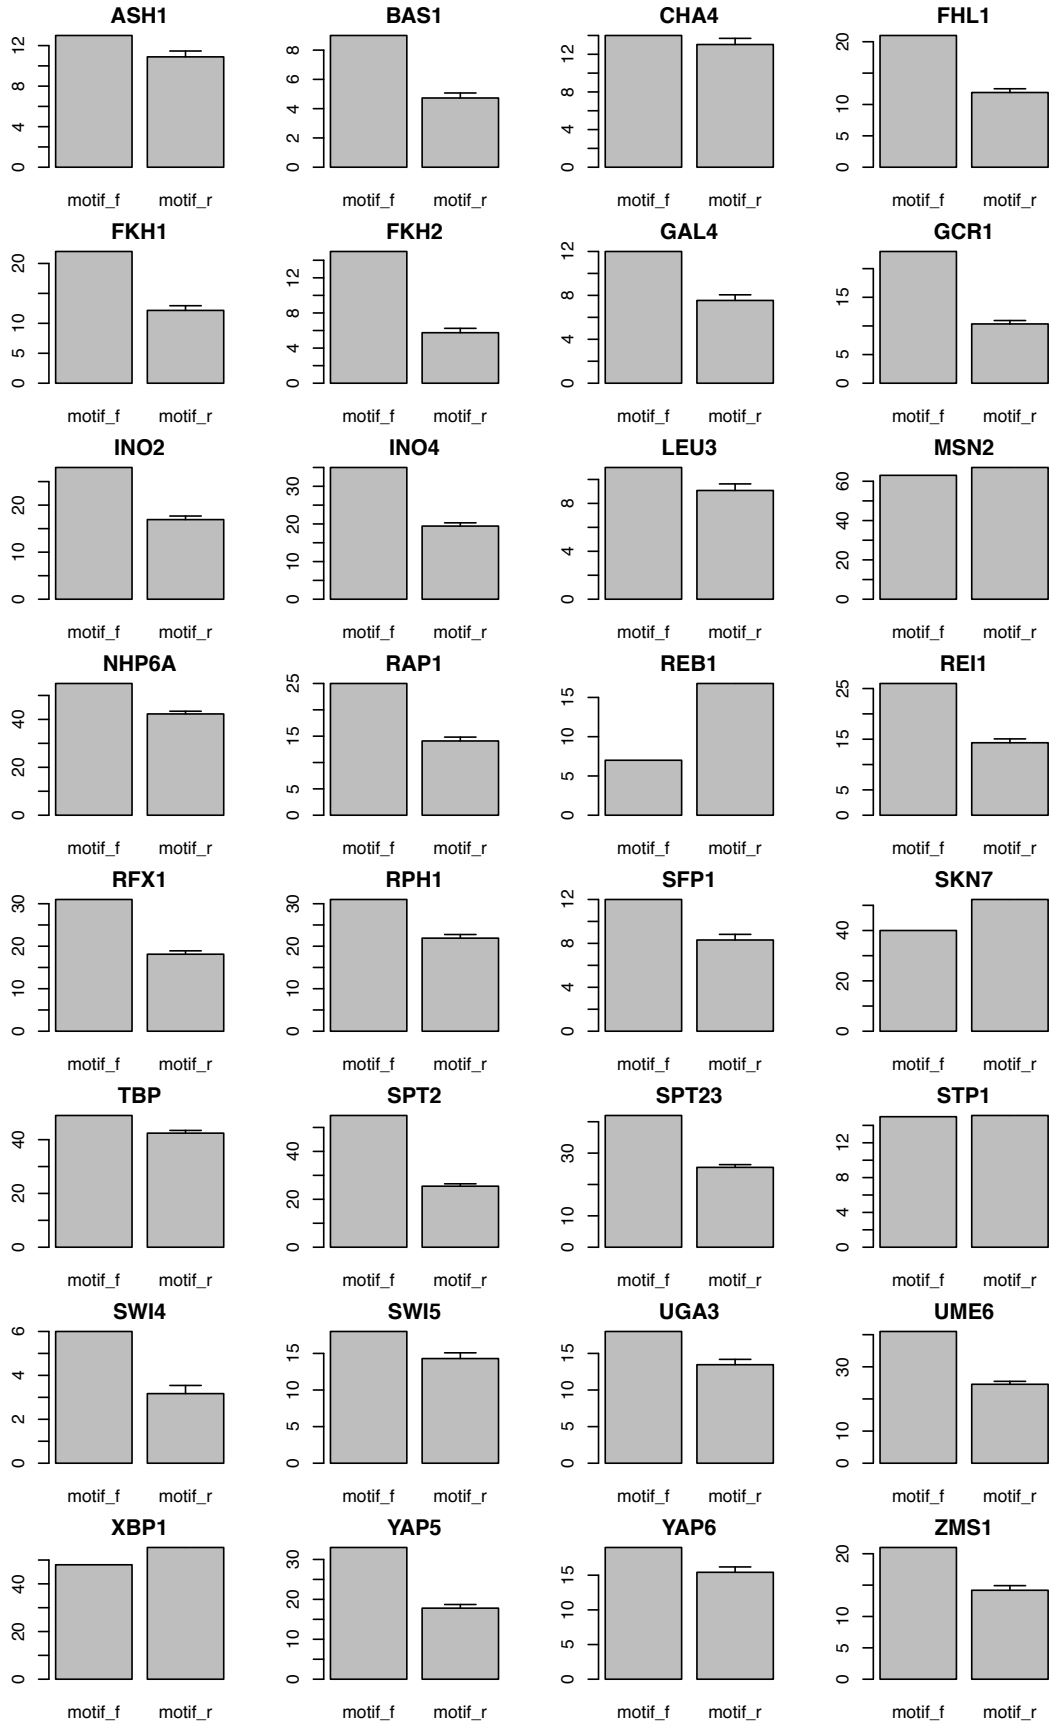 ASH1 BAS1 CHA4 FHL1
0 4 8 12 0 2 4 6 8 0 4 8 12 0 5 10 20
motif_f motif_r motif_f motif_r motif_f motif_r motif_f motif_r
FKH1 FKH2 GAL4 GCR1
0 5 10 20 0 4 8 12 0 4 8 12 0 5 15
motif_f motif_r motif_f motif_r motif_f motif_r motif_f motif_r
INO2 INO4 LEU3 MSN2
0 10 20 0 10 20 30 0 4 8 0 20 40 60
motif_f motif_r motif_f motif_r motif_f motif_r motif_f motif_r
NHP6A RAP1 REB1 REI1
0 20 40 0 5 15 25 0 5 10 15 0 5 15 25
motif_f motif_r motif_f motif_r motif_f motif_r motif_f motif_r
RFX1 RPH1 SFP1 SKN7
0 10 20 30 0 10 20 30 0 4 8 12 0 20 40
motif_f motif_r motif_f motif_r motif_f motif_r motif_f motif_r
TBP SPT2 SPT23 STP1
0 20 40 0 20 40 0 10 30 0 4 8 12
motif_f motif_r motif_f motif_r motif_f motif_r motif_f motif_r
SWI4 SWI5 UGA3 UME6
0 2 4 6 0 5 10 15 0 5 10 15 0 10 30
motif_f motif_r motif_f motif_r motif_f motif_r motif_f motif_r
XBP1 YAP5 YAP6 ZMS1
0 20 40 0 10 20 30 0 5 10 15 0 5 10 20
motif_f motif_r motif_f motif_r motif_f motif_r motif_f motif_r